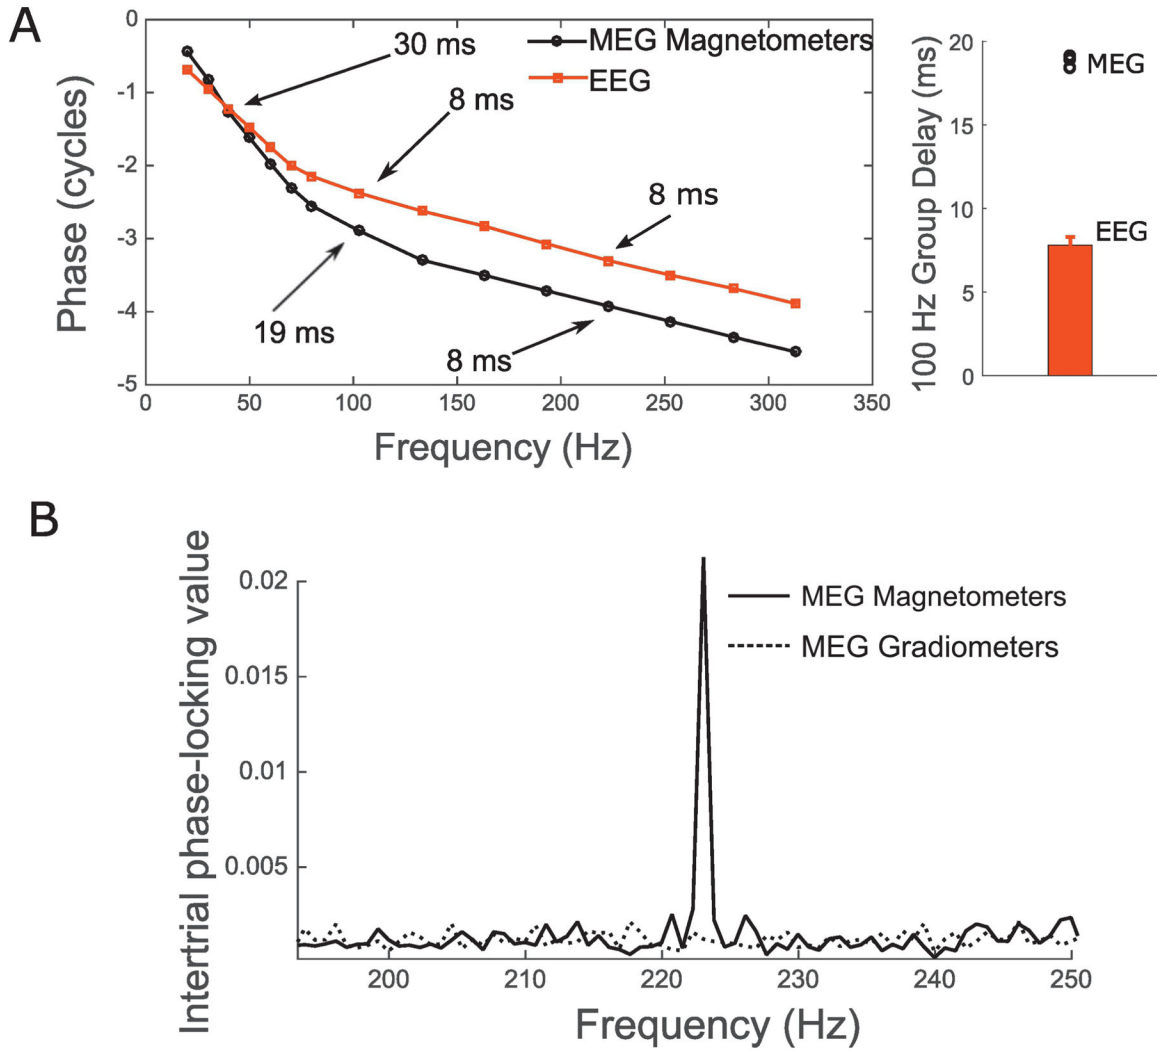 A
Phase (cycles)
0
-1
-2
-3
-4
-5
0
50
100
150
200
250
300
350
Frequency (Hz)
30 ms
8 ms
8 ms
19 ms
8 ms
MEG Magnetometers
EEG
100 Hz Group Delay (ms)
20
15
10
5
0
MEG
EEG
B
Intertrial phase-locking value
0.02
0.015
0.01
0.005
200
210
220
230
240
250
Frequency (Hz)
MEG Magnetometers
MEG Gradiometers